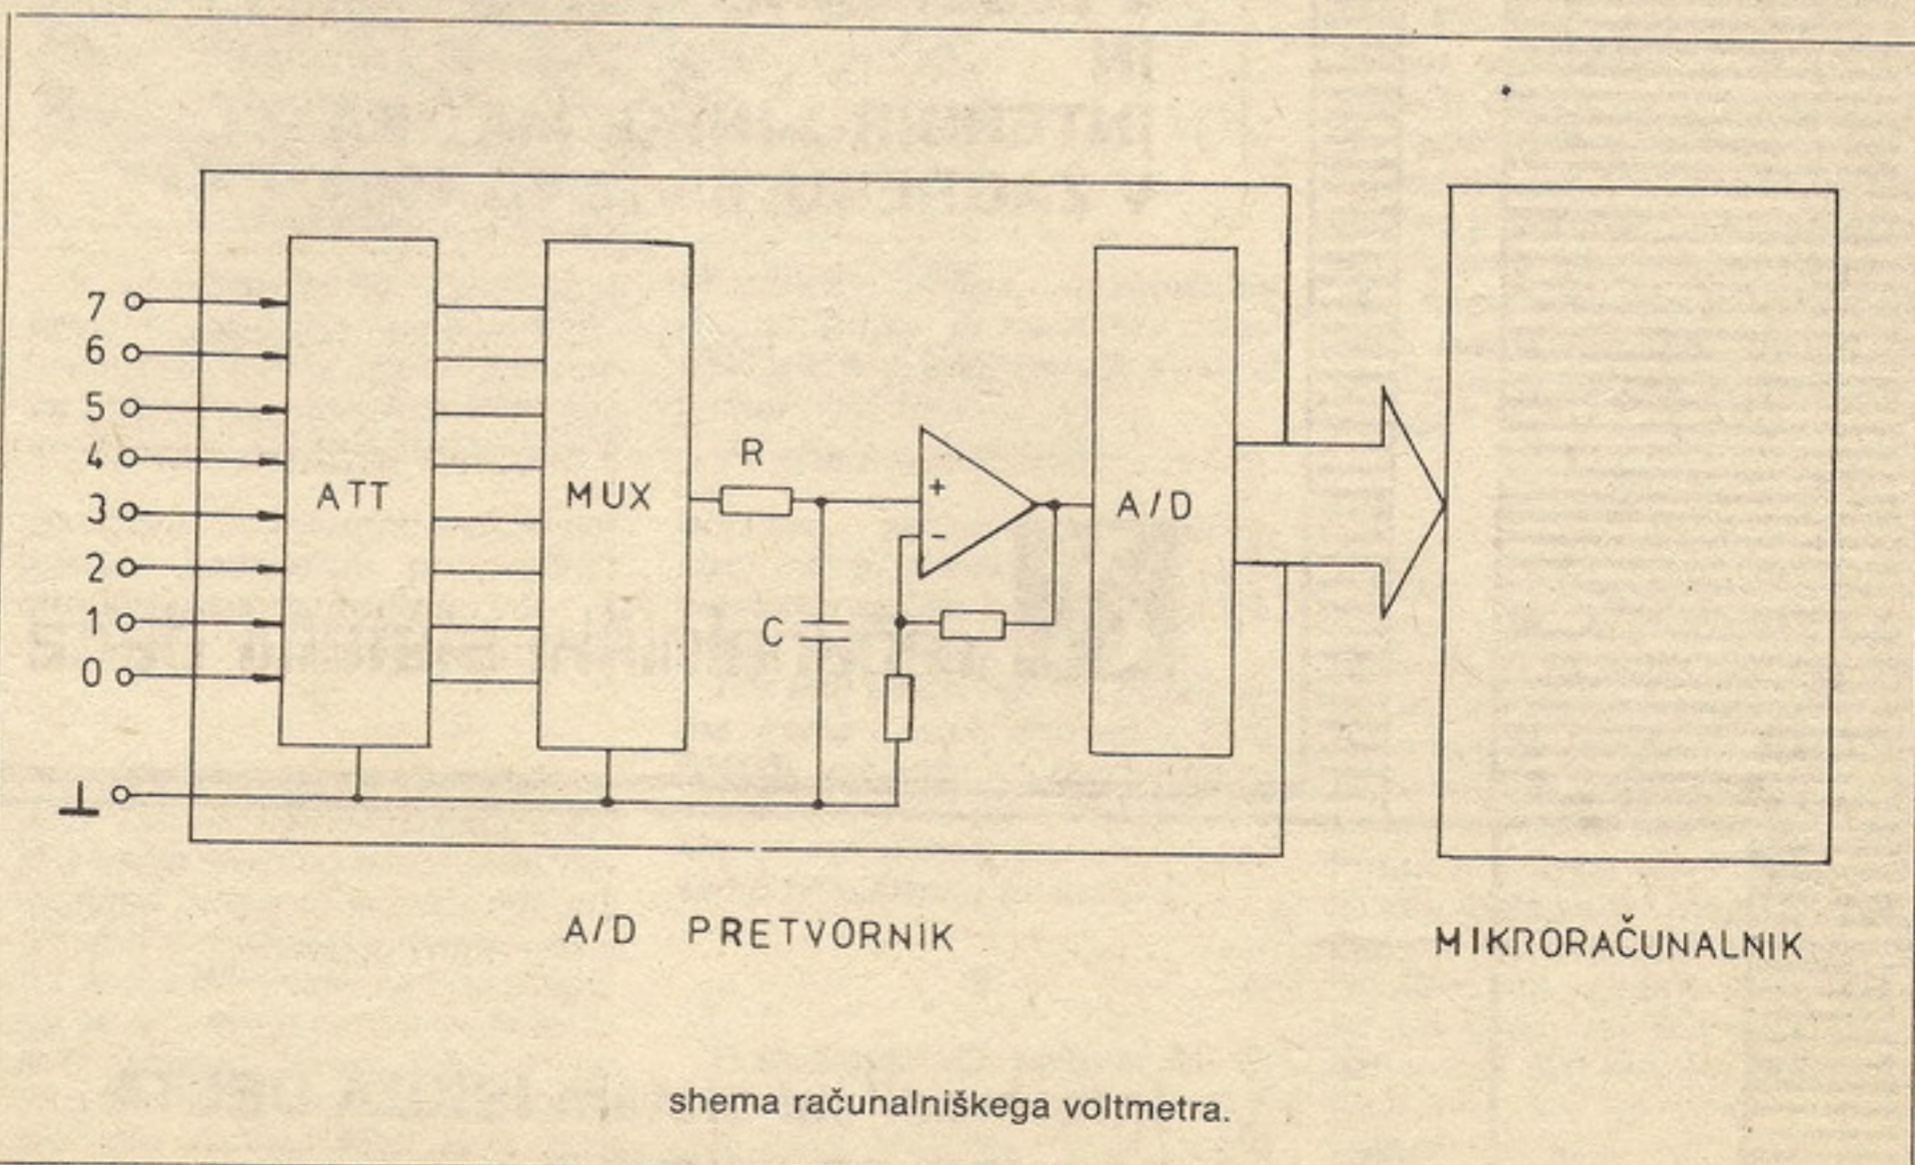 7
6
5
4
3
2
1
0
ATT
MUX
R
C
+
-
A/D
A/D PRETVORNIK
MIKRORAČUNALNIK
shema računalniškega voltmetra.